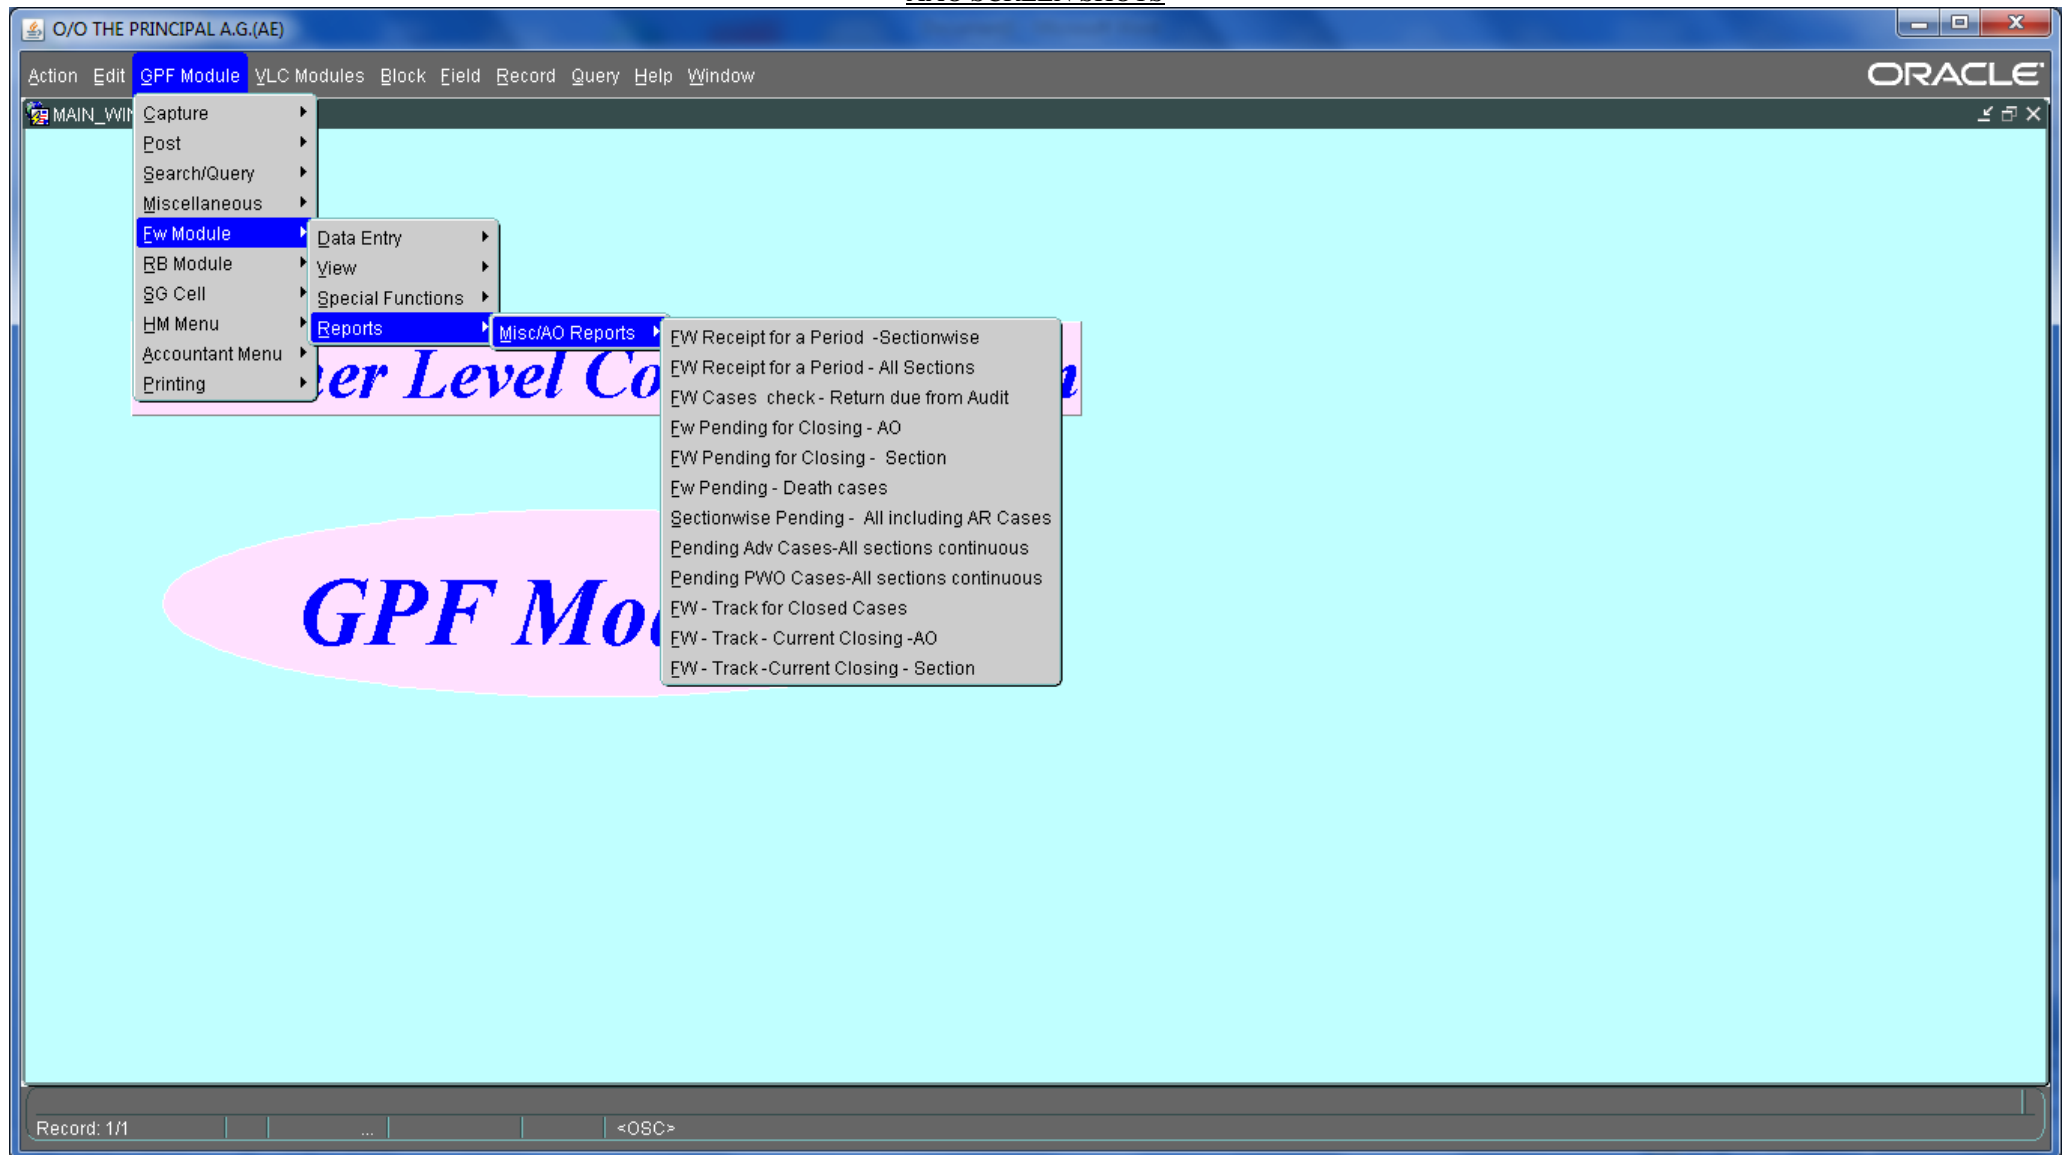 SCREEN SHOTS
O/O THE PRINCIPAL A.G.(AE)
Action Edit GPF Module VLC Modules Block Field Record Query Help Window
ORACLE
MAIN_WIN
Capture
Post
Search/Query
Miscellaneous
Fw Module
RB Module
SG Cell
HM Menu
Accountant Menu
Printing
Data Entry
View
Special Functions
Reports
Misc/AO Reports
FW Receipt for a Period -Sectionwise
FW Receipt for a Period - All Sections
FW Cases check - Return due from Audit
Fw Pending for Closing - AO
FW Pending for Closing - Section
Fw Pending - Death cases
Sectionwise Pending - All including AR Cases
Pending Adv Cases-All sections continuous
Pending PWO Cases-All sections continuous
FW - Track for Closed Cases
FW - Track - Current Closing -AO
FW - Track -Current Closing - Section
er Level Co
GPF Mo
Record: 1/1 ... <OSC>